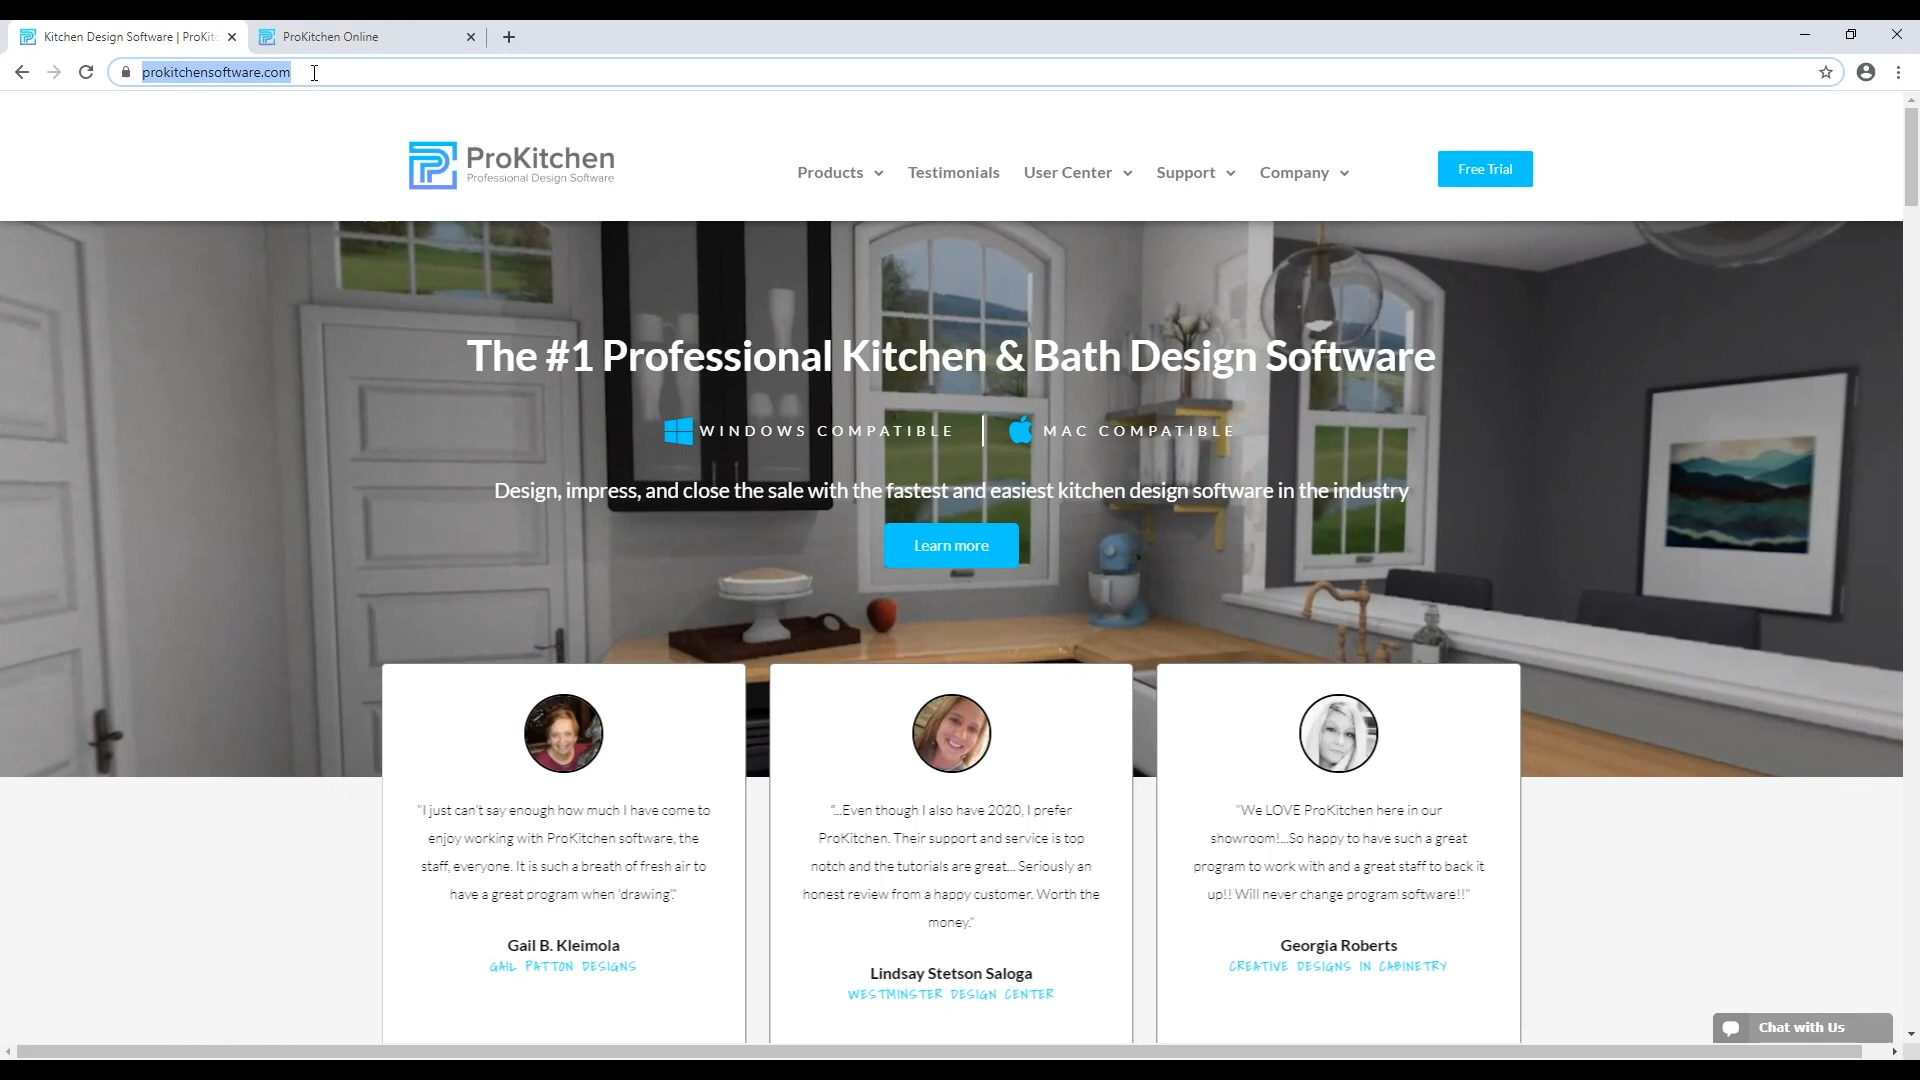 Kitchen Design Software | ProKitc
ProKitchen Online
prokitchensoftware.com
ProKitchen
Professional Design Software
Products
Testimonials
User Center
Support
Company
Free Trial
The #1 Professional Kitchen & Bath Design Software
WINDOWS COMPATIBLE
MAC COMPATIBLE
Design, impress, and close the sale with the fastest and easiest kitchen design software in the industry
Learn more
"I just can't say enough how much I have come to
enjoy working with ProKitchen software, the
staff, everyone. It is such a breath of fresh air to
have a great program when 'drawing'"
Gail B. Kleimola
GAIL PATTON DESIGNS
"...Even though I also have 2020, I prefer
ProKitchen. Their support and service is top
notch and the tutorials are great... Seriously an
honest review from a happy customer. Worth the
money."
Lindsay Stetson Saloga
WESTMINSTER DESIGN CENTER
"We LOVE ProKitchen here in our
showroom!...So happy to have such a great
program to work with and a great staff to back it
up!! Will never change program software!!"
Georgia Roberts
CREATIVE DESIGNS IN CABINETRY
Chat with Us